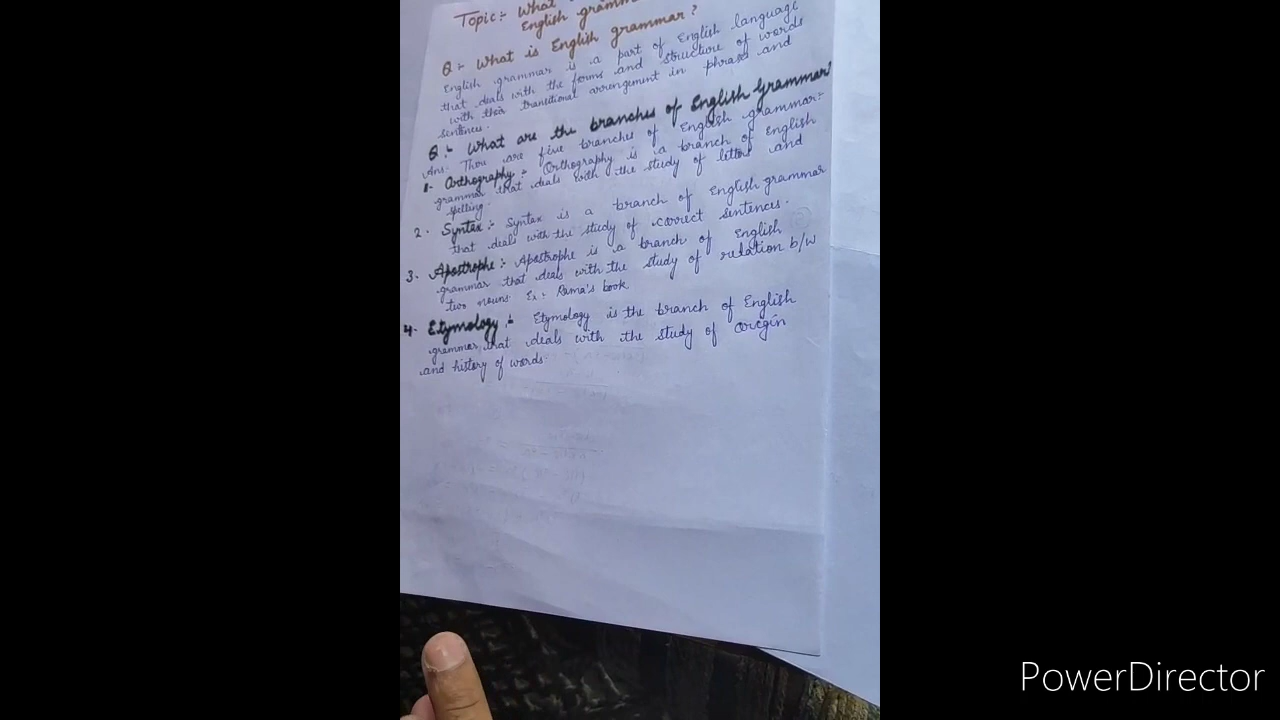 Topic:- What
English gramm
Q:- What is English grammar?
English grammar is a part of English language
that deals with the forms and structure of words
with their transitional arrangement in phrases and
sentences.
Q:- What are the branches of English Grammar?
Ans- Thou are five branches of English grammar:-
1- Orthography:- Orthography is a branch of English
grammar that deals with the study of letters and
spelling.
2. Syntax:- Syntax is a branch of English grammar
that deals with the study of correct sentences.
3. Apostrophe:- Apostrophe is a branch of English
grammar that deals with the study of relation b/w
two nouns. Ex:- Rama's book.
4. Etymology:- Etymology is the branch of English
grammar that deals with the study of oregin
and history of words.
PowerDirector